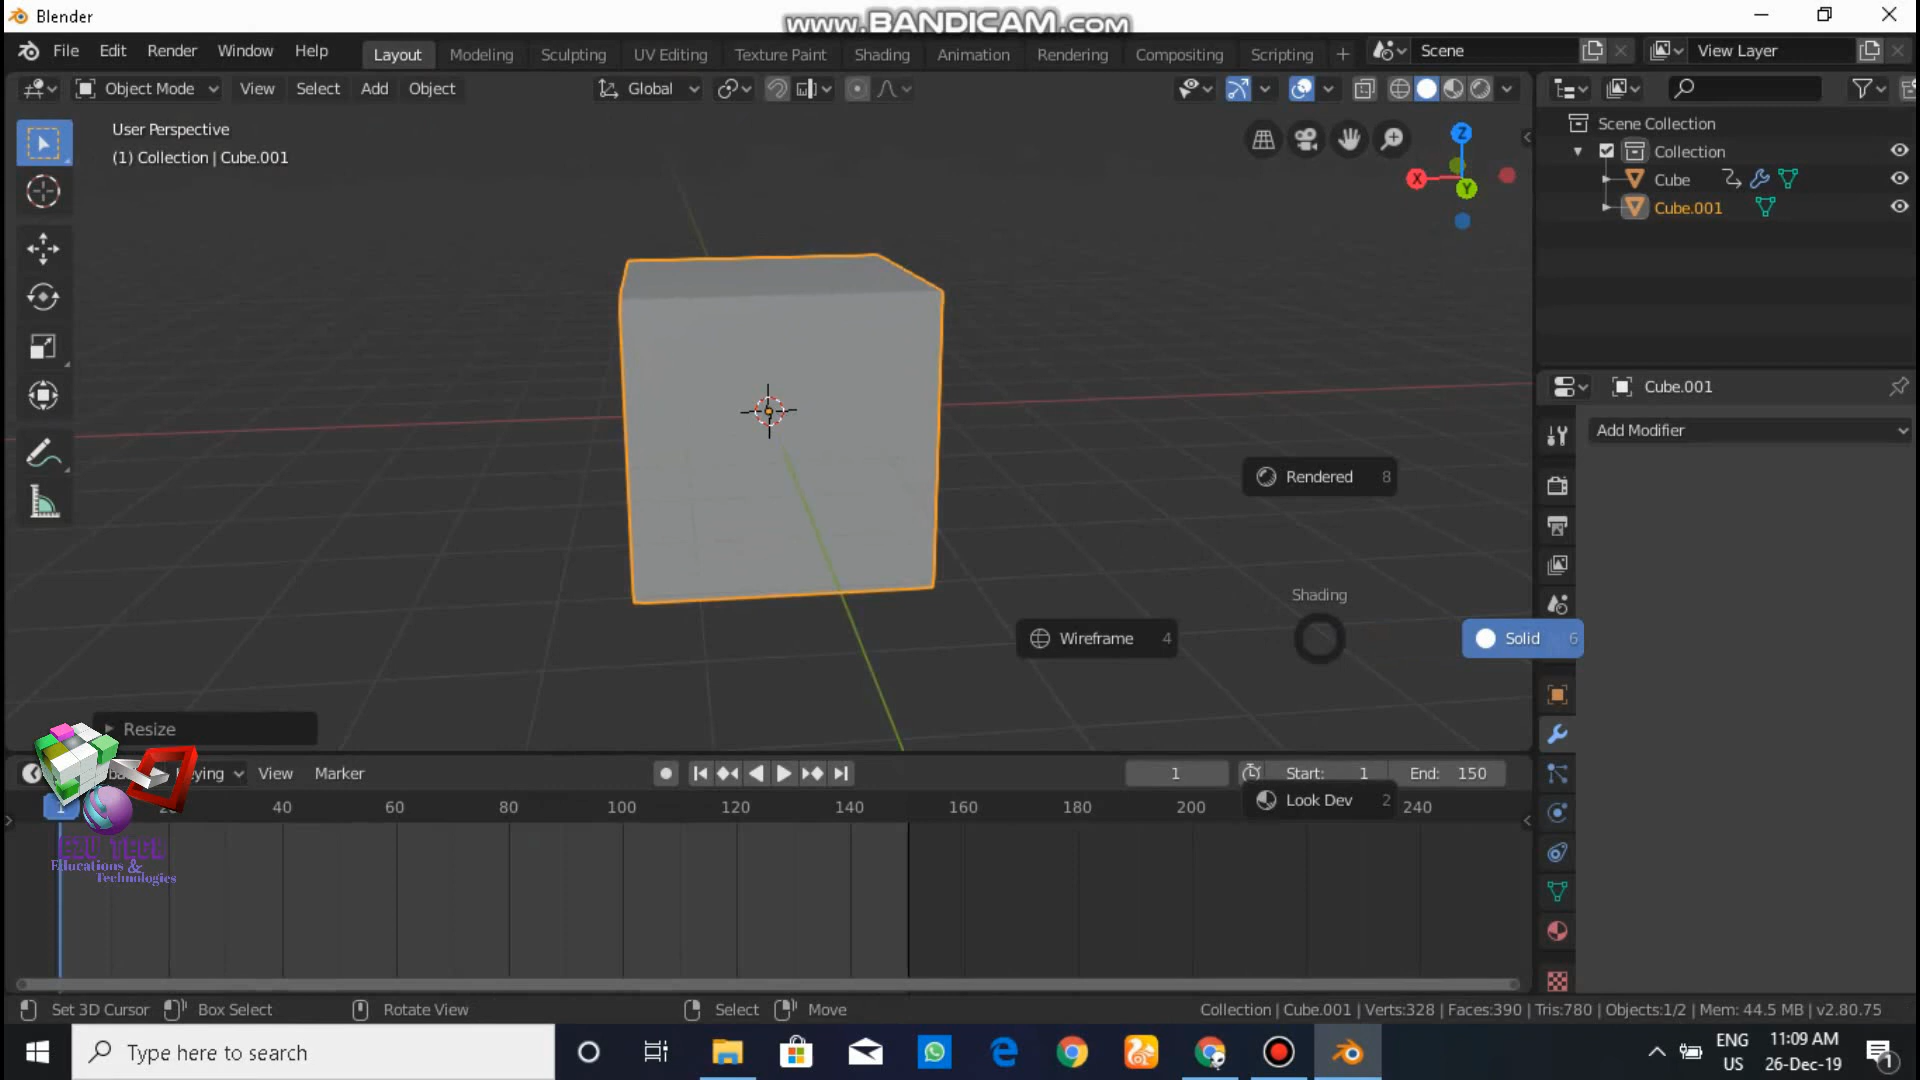 Blender
www.BANDICAM.com
File Edit Render Window Help
Layout Modeling Sculpting UV Editing Texture Paint Shading Animation Rendering Compositing Scripting +
Scene
View Layer
Object Mode View Select Add Object
Global
User Perspective
(1) Collection | Cube.001
Z
X
Y
Scene Collection
Collection
Cube
Cube.001
Cube.001
Add Modifier
Rendered 8
Shading
Wireframe 4
Solid 6
Look Dev 2
Resize
Keying View Marker
1
Start: 1
End: 150
1 40 60 80 100 120 140 160 180 200 240
Educations &
Technologies
Set 3D Cursor Box Select Rotate View Select Move
Collection | Cube.001 | Verts:328 | Faces:390 | Tris:780 | Objects:1/2 | Mem: 44.5 MB | v2.80.75
Type here to search
ENG
US
11:09 AM
26-Dec-19
1